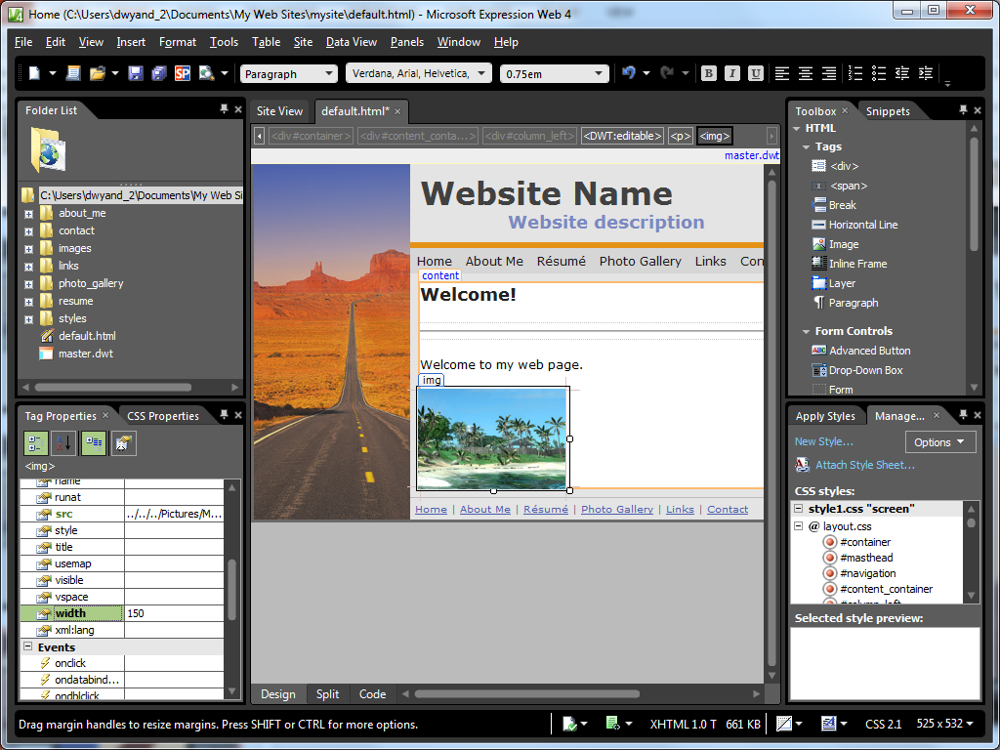 Home (C:\Users\dwyand_2\Documents\My Web Sites\mysite\default.html) - Microsoft Expression Web 4
File Edit View Insert Format Tools Table Site Data View Panels Window Help
SP Paragraph Verdana, Arial, Helvetica, 0.75em B I U
Folder List
C:\Users\dwyand_2\Documents\My Web Si
about_me
contact
images
links
photo_gallery
resume
styles
default.html
master.dwt
Tag Properties CSS Properties
<img>
name
runat
src ../../../Pictures/M...
style
title
usemap
visible
vspace
width 150
xml:lang
Events
onclick
ondatabind...
ondblclick
Site View default.html*
<div#container> <div#content_conta...> <div#column_left> <DWT:editable> <p> <img>
master.dwt
Website Name
Website description
Home About Me Résumé Photo Gallery Links Con
content
Welcome!
Welcome to my web page.
img
Home | About Me | Résumé | Photo Gallery | Links | Contact
Design Split Code
Toolbox Snippets
HTML
Tags
<div>
<span>
Break
Horizontal Line
Image
Inline Frame
Layer
Paragraph
Form Controls
Advanced Button
Drop-Down Box
Form
Apply Styles Manage...
New Style... Options
Attach Style Sheet...
CSS styles:
style1.css "screen"
@ layout.css
#container
#masthead
#navigation
#content_container
#column_left
Selected style preview:
Drag margin handles to resize margins. Press SHIFT or CTRL for more options. XHTML 1.0 T 661 KB CSS 2.1 525 x 532